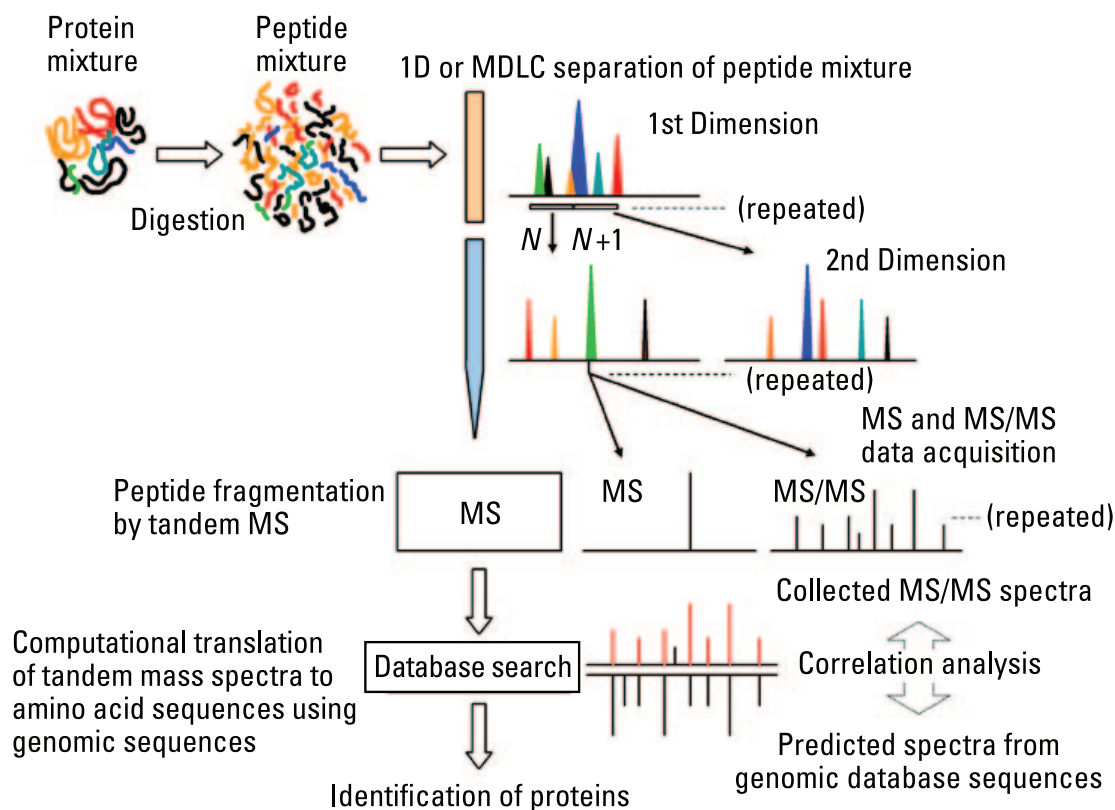 Protein
mixture
Peptide
mixture
1D or MDLC separation of peptide mixture
1st Dimension
Digestion
(repeated)
N
N+1
2nd Dimension
(repeated)
MS and MS/MS
data acquisition
Peptide fragmentation
by tandem MS
MS
MS
MS/MS
(repeated)
Collected MS/MS spectra
Computational translation
of tandem mass spectra to
amino acid sequences using
genomic sequences
Database search
Correlation analysis
Predicted spectra from
genomic database sequences
Identification of proteins